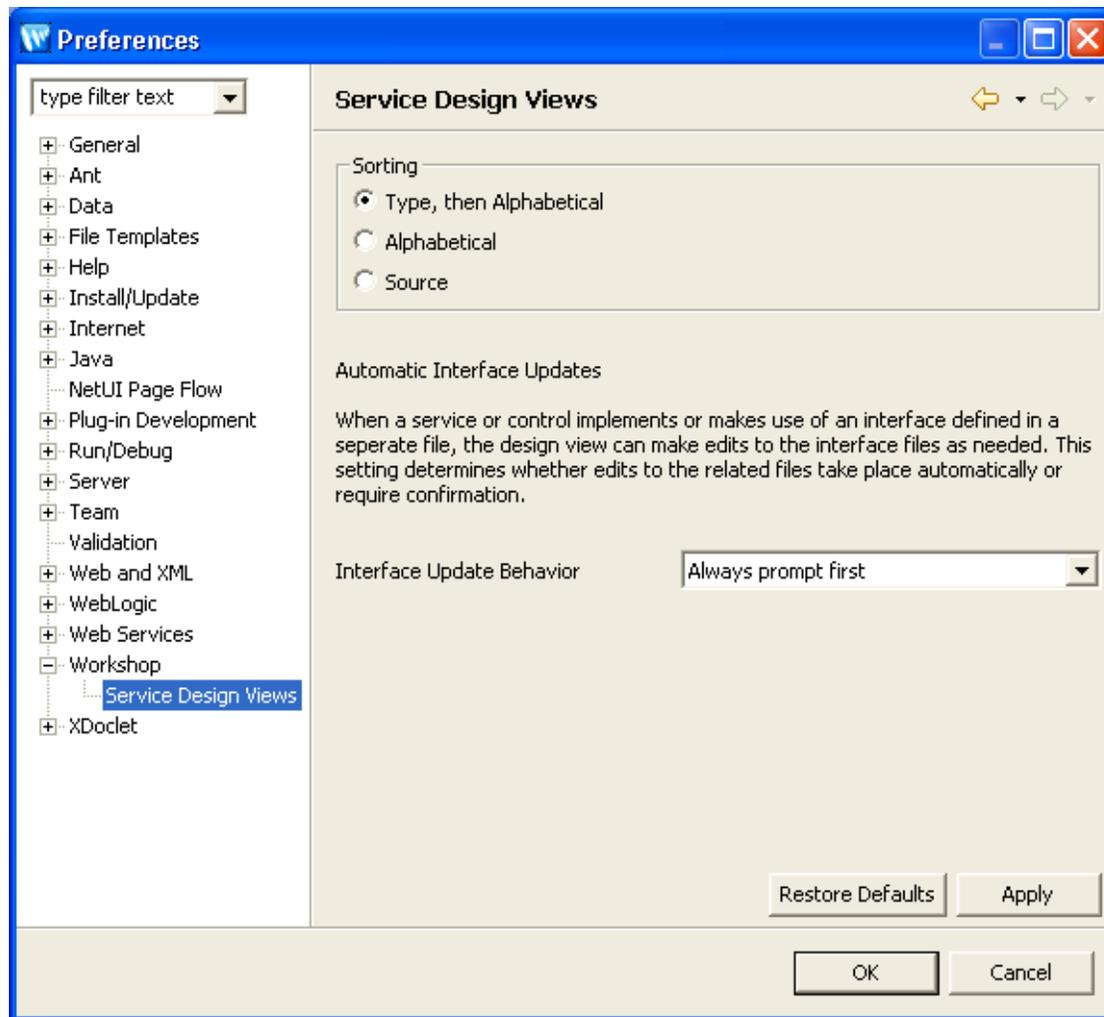 Preferences
type filter text
General
Ant
Data
File Templates
Help
Install/Update
Internet
Java
NetUI Page Flow
Plug-in Development
Run/Debug
Server
Team
Validation
Web and XML
WebLogic
Web Services
Workshop
Service Design Views
XDoclet
Service Design Views
Sorting
Type, then Alphabetical
Alphabetical
Source
Automatic Interface Updates
When a service or control implements or makes use of an interface defined in a
seperate file, the design view can make edits to the interface files as needed. This
setting determines whether edits to the related files take place automatically or
require confirmation.
Interface Update Behavior
Always prompt first
Restore Defaults
Apply
OK
Cancel